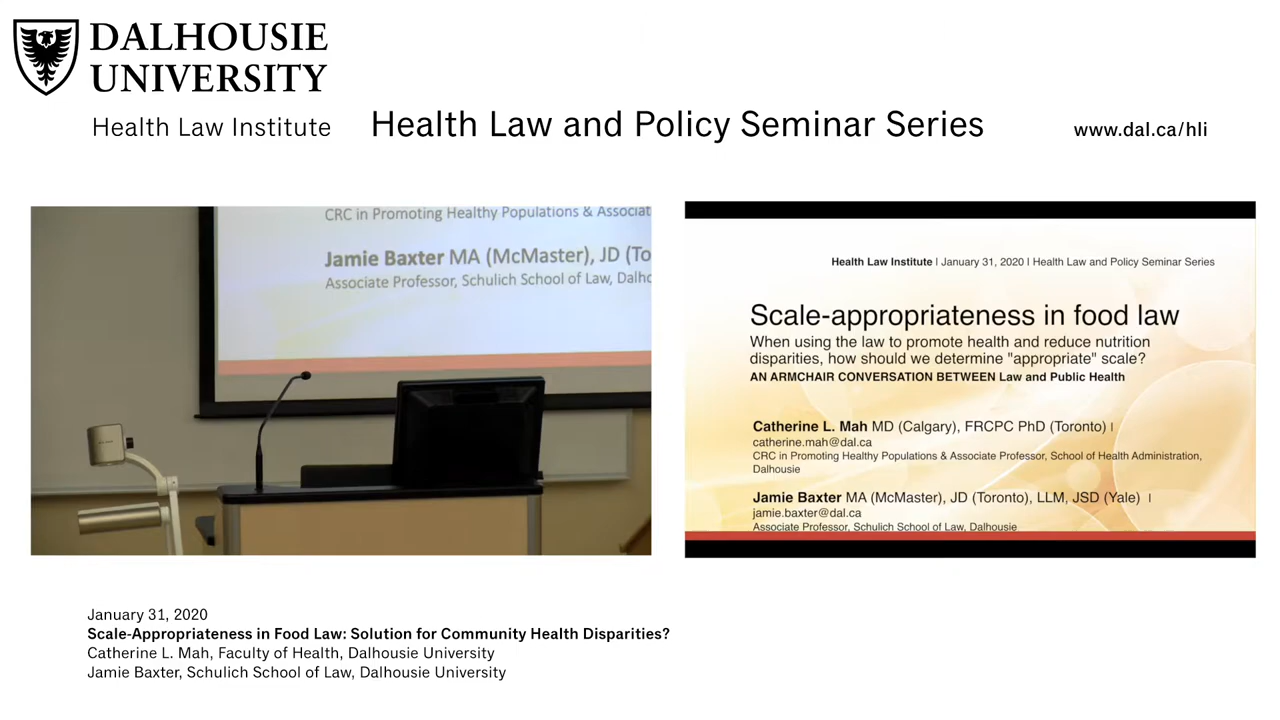 DALHOUSIE
UNIVERSITY
Health Law Institute
Health Law and Policy Seminar Series
www.dal.ca/hli
CRC in Promoting Healthy Populations & Associat
Jamie Baxter MA (McMaster), JD (To
Associate Professor, Schulich School of Law, Dalho
Health Law Institute | January 31, 2020 | Health Law and Policy Seminar Series
Scale-appropriateness in food law
When using the law to promote health and reduce nutrition
disparities, how should we determine "appropriate" scale?
AN ARMCHAIR CONVERSATION BETWEEN Law and Public Health
Catherine L. Mah MD (Calgary), FRCPC PhD (Toronto) |
catherine.mah@dal.ca
CRC in Promoting Healthy Populations & Associate Professor, School of Health Administration,
Dalhousie
Jamie Baxter MA (McMaster), JD (Toronto), LLM, JSD (Yale) |
jamie.baxter@dal.ca
Associate Professor, Schulich School of Law, Dalhousie
January 31, 2020
Scale-Appropriateness in Food Law: Solution for Community Health Disparities?
Catherine L. Mah, Faculty of Health, Dalhousie University
Jamie Baxter, Schulich School of Law, Dalhousie University